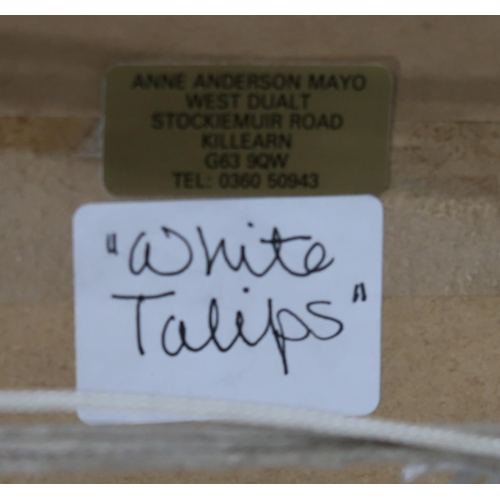 ANNE ANDERSON MAYO
WEST DUALT
STOCKIEMUIR ROAD
KILLEARN
G63 9QW
TEL: 0360 50943
"White
Tulips"